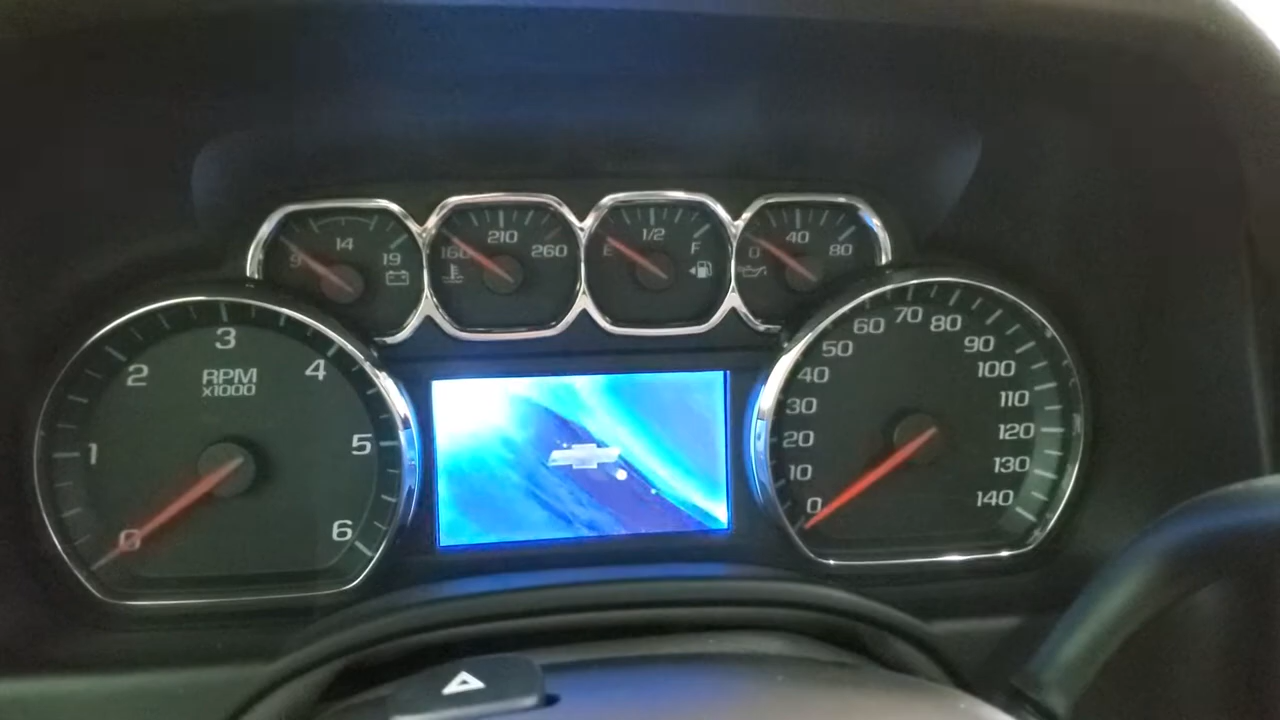 9 14 19
160 210 260
E 1/2 F
0 40 80
0 1 2 3 4 5 6
RPM
x1000
0 10 20 30 40 50 60 70 80 90 100 110 120 130 140